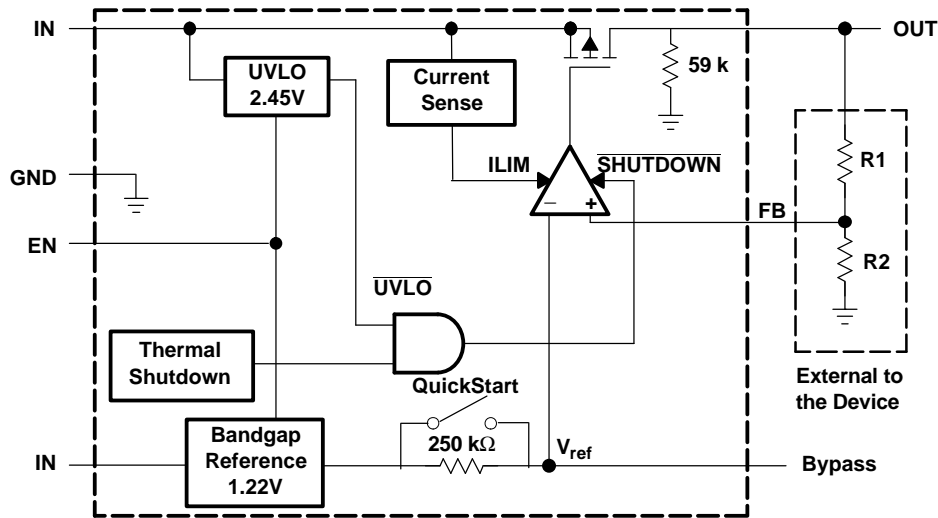 IN
OUT
UVLO
2.45V
Current
Sense
59 k
GND
ILIM
SHUTDOWN
R1
− +
FB
EN
R2
UVLO
Thermal
Shutdown
QuickStart
External to
the Device
IN
Bandgap
Reference
1.22V
250 kΩ
Vref
Bypass